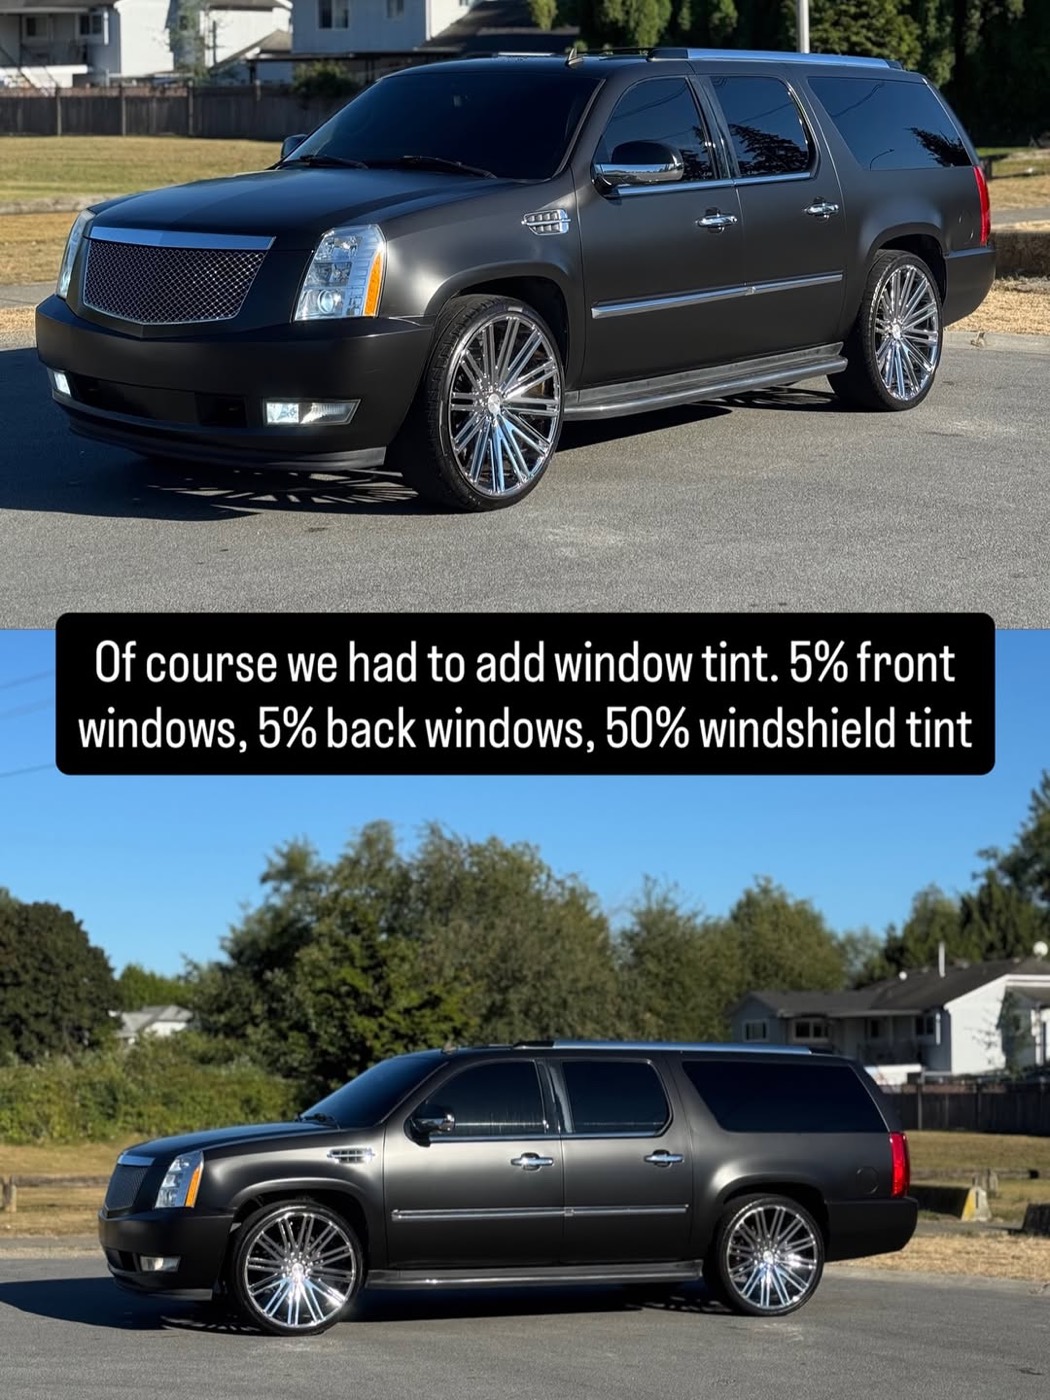 Of course we had to add window tint. 5% front
windows, 5% back windows, 50% windshield tint